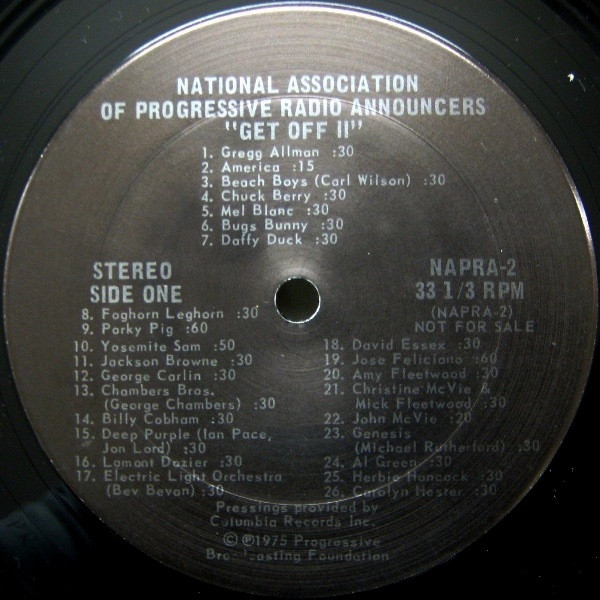 NATIONAL ASSOCIATION
OF PROGRESSIVE RADIO ANNOUNCERS
"GET OFF II"
1. Gregg Allman :30
2. America :15
3. Beach Boys (Carl Wilson) :30
4. Chuck Berry :30
5. Mel Blanc :30
6. Bugs Bunny :30
7. Daffy Duck :30
STEREO
SIDE ONE
NAPRA-2
33 1/3 RPM
(NAPRA-2)
NOT FOR SALE
8. Foghorn Leghorn :30
9. Porky Pig :60
10. Yosemite Sam :50
11. Jackson Browne :30
12. George Carlin :30
13. Chambers Bros.
(George Chambers) :30
14. Billy Cobham :30
15. Deep Purple (Ian Pace,
Jon Lord) :30
16. Lamont Dozier :30
17. Electric Light Orchestra
(Bev Bevan) :30
18. David Essex :30
19. Jose Feliciano :60
20. Amy Fleetwood :30
21. Christine McVie &
Mick Fleetwood :30
22. John McVie :20
23. Genesis
(Michael Rutherford) :30
24. Al Green :30
25. Herbie Hancock :30
26. Carolyn Hester :30
Pressings provided by
Columbia Records Inc.
© ℗1975 Progressive
Broadcasting Foundation